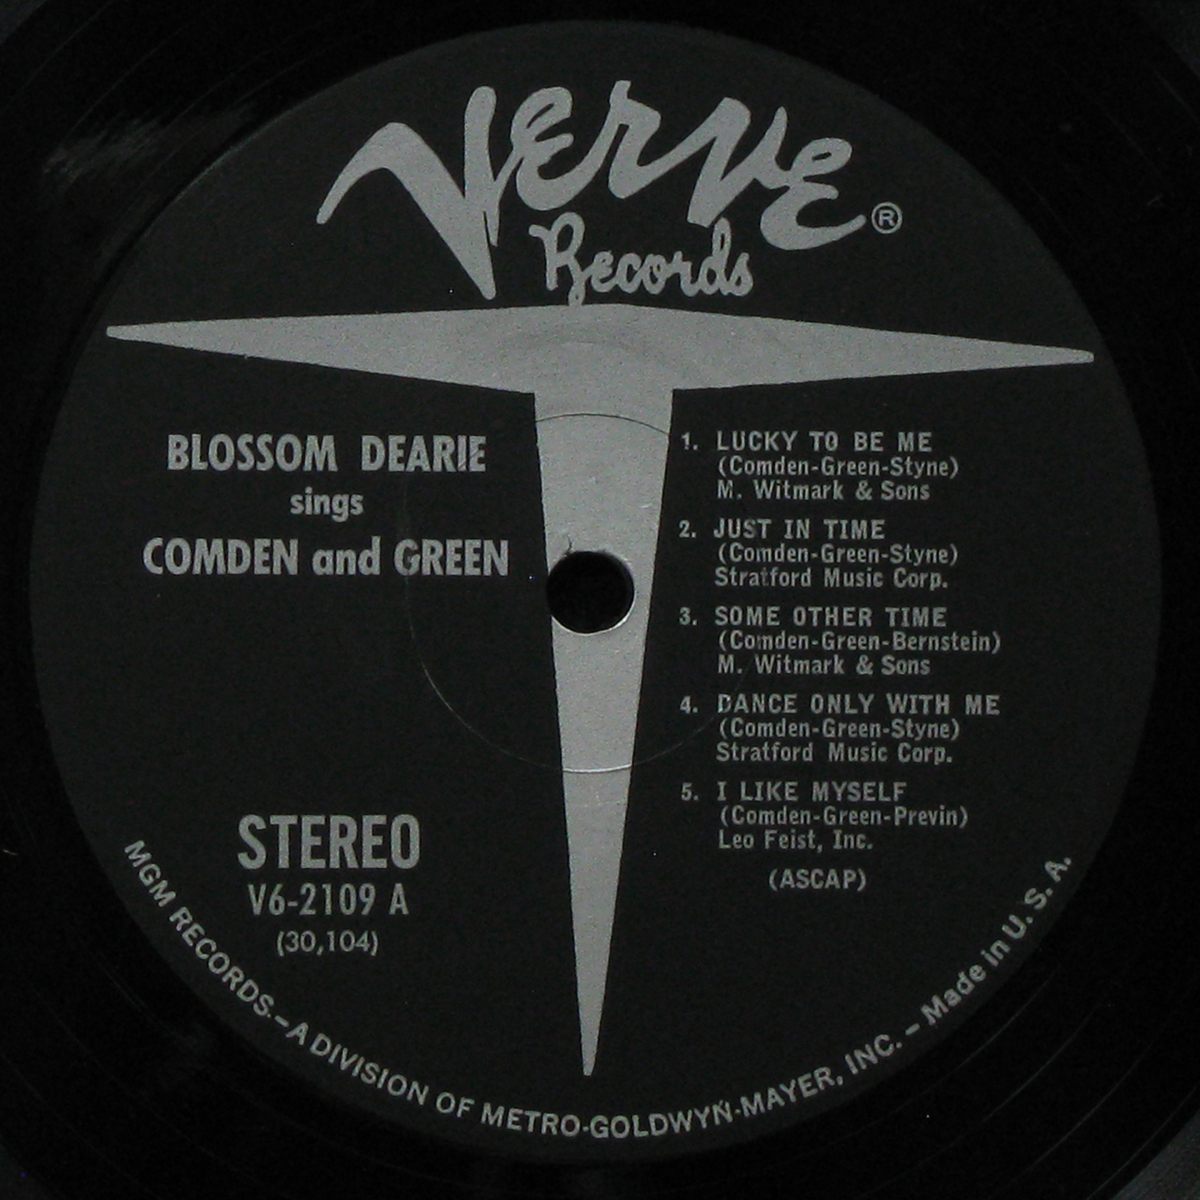 Verve ®
Records
BLOSSOM DEARIE
sings
COMDEN and GREEN
1. LUCKY TO BE ME
(Comden-Green-Styne)
M. Witmark & Sons
2. JUST IN TIME
(Comden-Green-Styne)
Stratford Music Corp.
3. SOME OTHER TIME
(Comden-Green-Bernstein)
M. Witmark & Sons
4. DANCE ONLY WITH ME
(Comden-Green-Styne)
Stratford Music Corp.
5. I LIKE MYSELF
(Comden-Green-Previn)
Leo Feist, Inc.
(ASCAP)
STEREO
V6-2109 A
(30,104)
MGM RECORDS.–A DIVISION OF METRO-GOLDWYN-MAYER, INC. – Made in U. S. A.